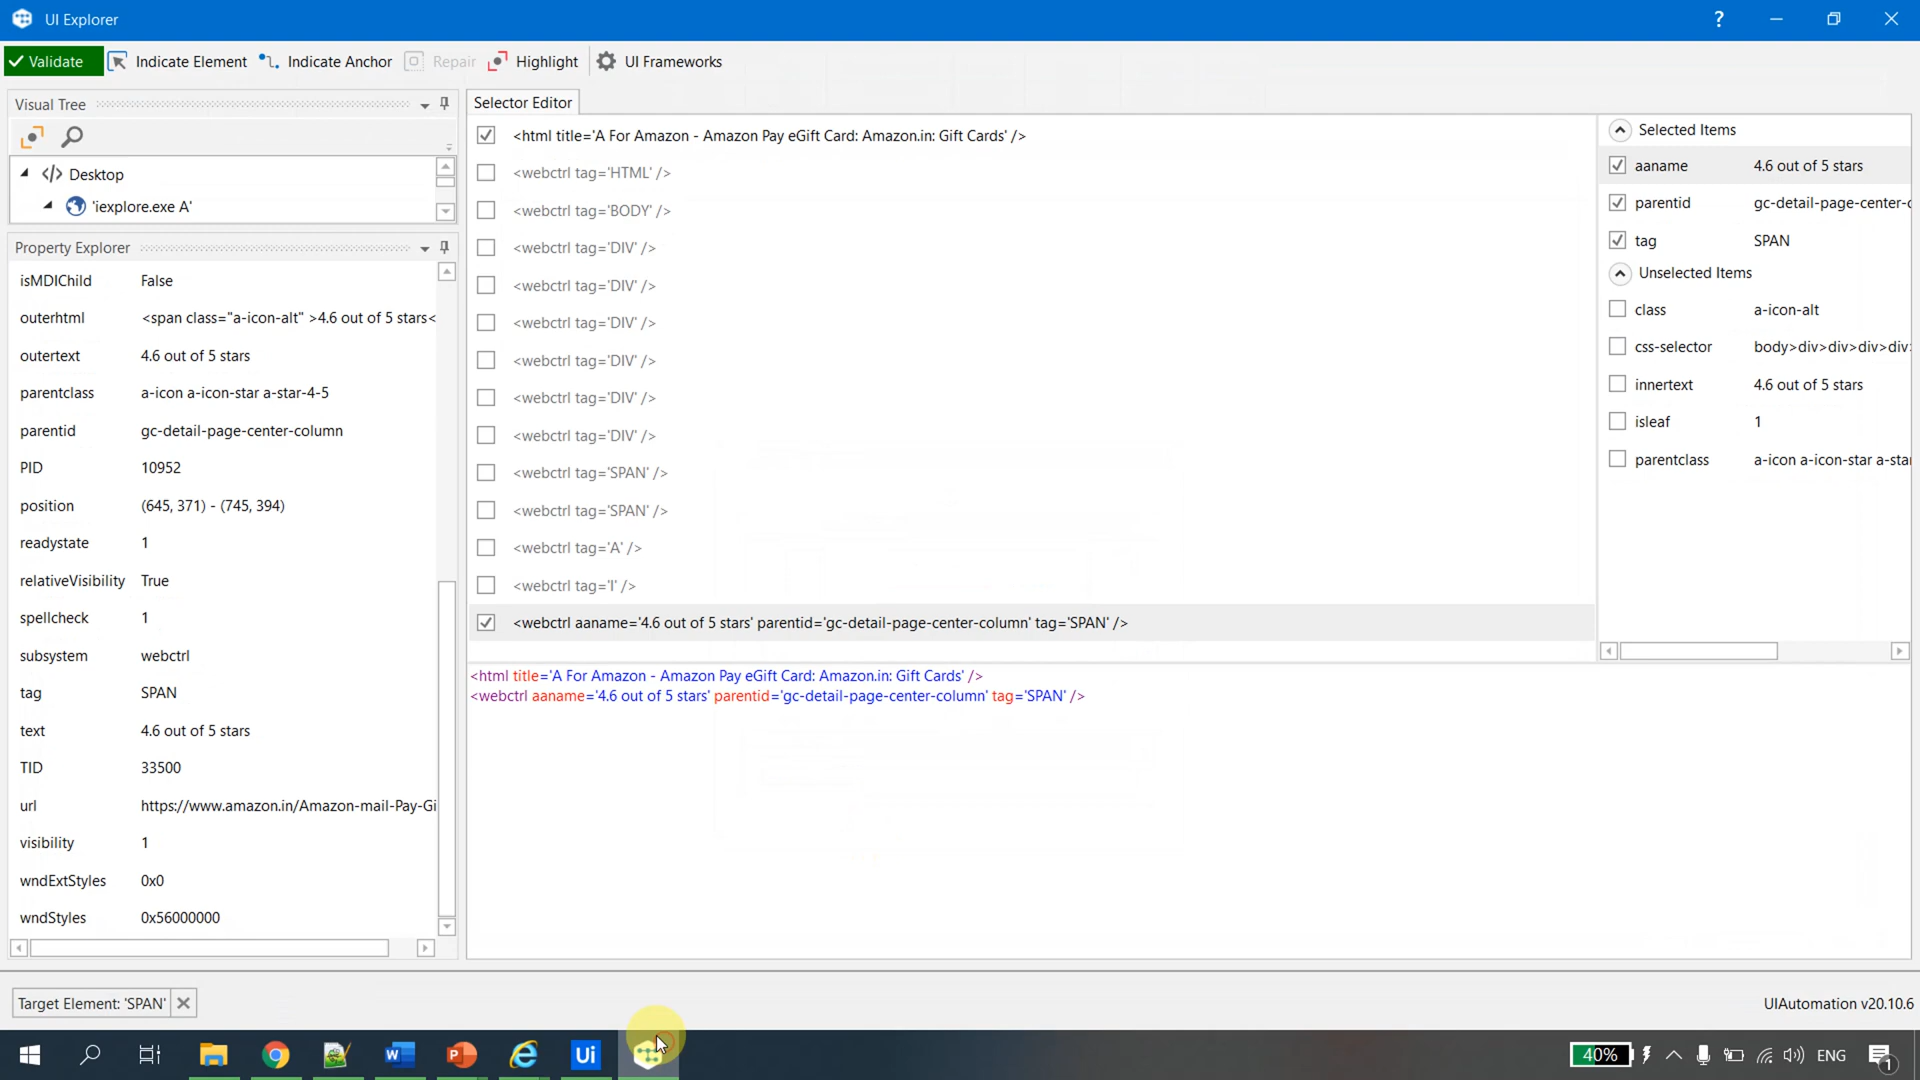 UI Explorer
?
Validate
Indicate Element
Indicate Anchor
Repair
Highlight
UI Frameworks
Visual Tree
Desktop
'iexplore.exe A'
Property Explorer
isMDIChild False
outerhtml <span class="a-icon-alt" >4.6 out of 5 stars<
outertext 4.6 out of 5 stars
parentclass a-icon a-icon-star a-star-4-5
parentid gc-detail-page-center-column
PID 10952
position (645, 371) - (745, 394)
readystate 1
relativeVisibility True
spellcheck 1
subsystem webctrl
tag SPAN
text 4.6 out of 5 stars
TID 33500
url https://www.amazon.in/Amazon-mail-Pay-Gi
visibility 1
wndExtStyles 0x0
wndStyles 0x56000000
Selector Editor
<html title='A For Amazon - Amazon Pay eGift Card: Amazon.in: Gift Cards' />
<webctrl tag='HTML' />
<webctrl tag='BODY' />
<webctrl tag='DIV' />
<webctrl tag='DIV' />
<webctrl tag='DIV' />
<webctrl tag='DIV' />
<webctrl tag='DIV' />
<webctrl tag='DIV' />
<webctrl tag='SPAN' />
<webctrl tag='SPAN' />
<webctrl tag='A' />
<webctrl tag='I' />
<webctrl aaname='4.6 out of 5 stars' parentid='gc-detail-page-center-column' tag='SPAN' />
<html title='A For Amazon - Amazon Pay eGift Card: Amazon.in: Gift Cards' />
<webctrl aaname='4.6 out of 5 stars' parentid='gc-detail-page-center-column' tag='SPAN' />
Selected Items
aaname 4.6 out of 5 stars
parentid gc-detail-page-center-c
tag SPAN
Unselected Items
class a-icon-alt
css-selector body>div>div>div>div>
innertext 4.6 out of 5 stars
isleaf 1
parentclass a-icon a-icon-star a-star
Target Element: 'SPAN'
UIAutomation v20.10.6
W
P
Ui
40%
ENG
1